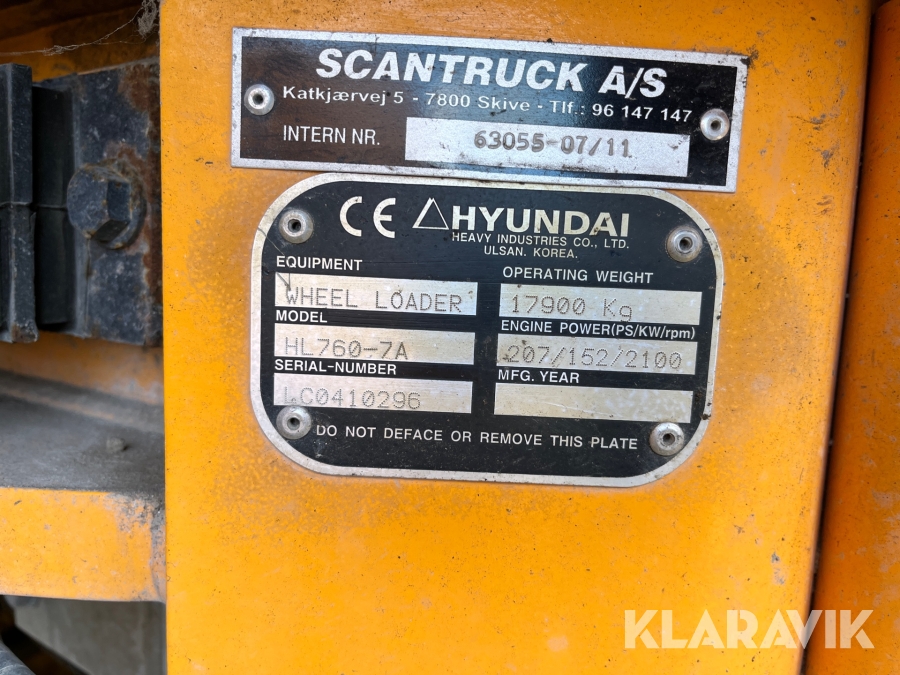 SCANTRUCK A/S
Katkjærvej 5 - 7800 Skive - Tlf.: 96 147 147
INTERN NR. 63055-07/11
CE HYUNDAI
HEAVY INDUSTRIES CO., LTD.
ULSAN. KOREA.
EQUIPMENT
WHEEL LOADER
MODEL
HL760-7A
SERIAL-NUMBER
LC0410296
OPERATING WEIGHT
17900 Kg
ENGINE POWER(PS/KW/rpm)
207/152/2100
MFG. YEAR
DO NOT DEFACE OR REMOVE THIS PLATE
KLARAVIK